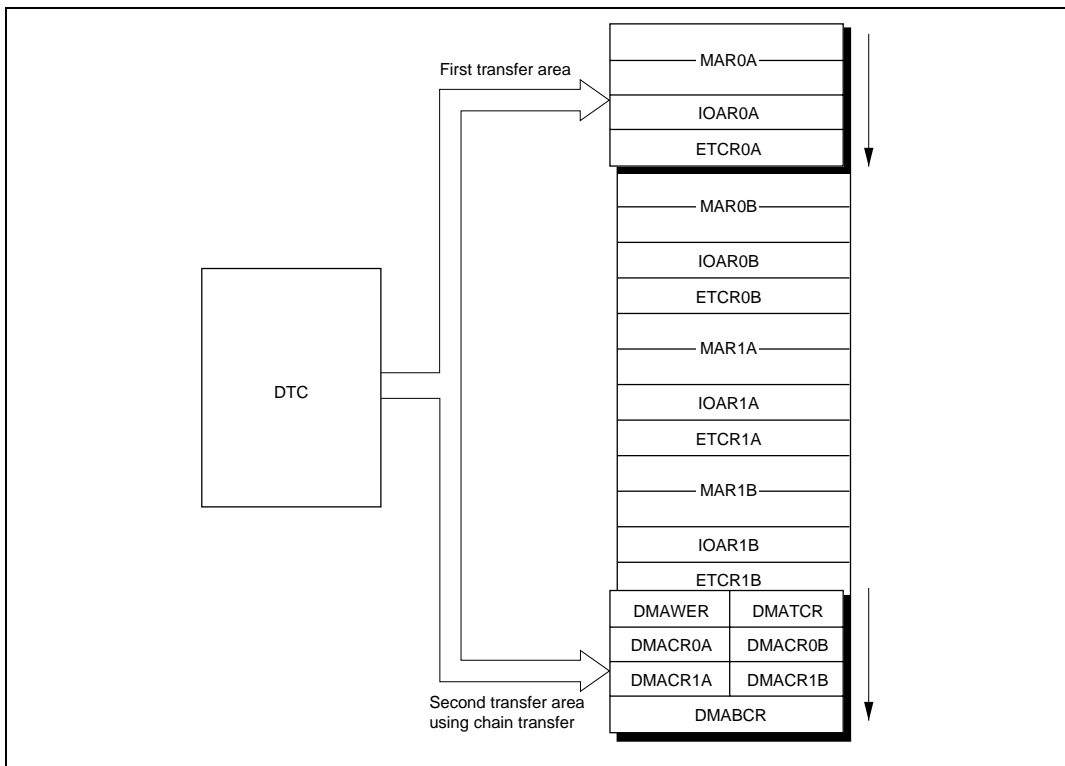 First transfer area
MAR0A
IOAR0A
ETCR0A
MAR0B
IOAR0B
ETCR0B
MAR1A
IOAR1A
ETCR1A
MAR1B
IOAR1B
ETCR1B
DTC
DMAWER DMATCR
DMACR0A DMACR0B
DMACR1A DMACR1B
DMABCR
Second transfer area
using chain transfer